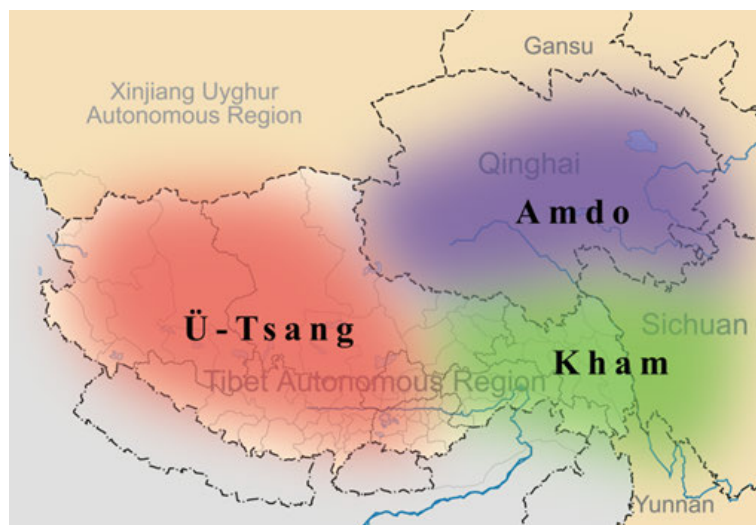 Gansu
Xinjiang Uyghur
Autonomous Region
Qinghai
Amdo
Ü-Tsang
Sichuan
Kham
Tibet Autonomous Region
Yunnan